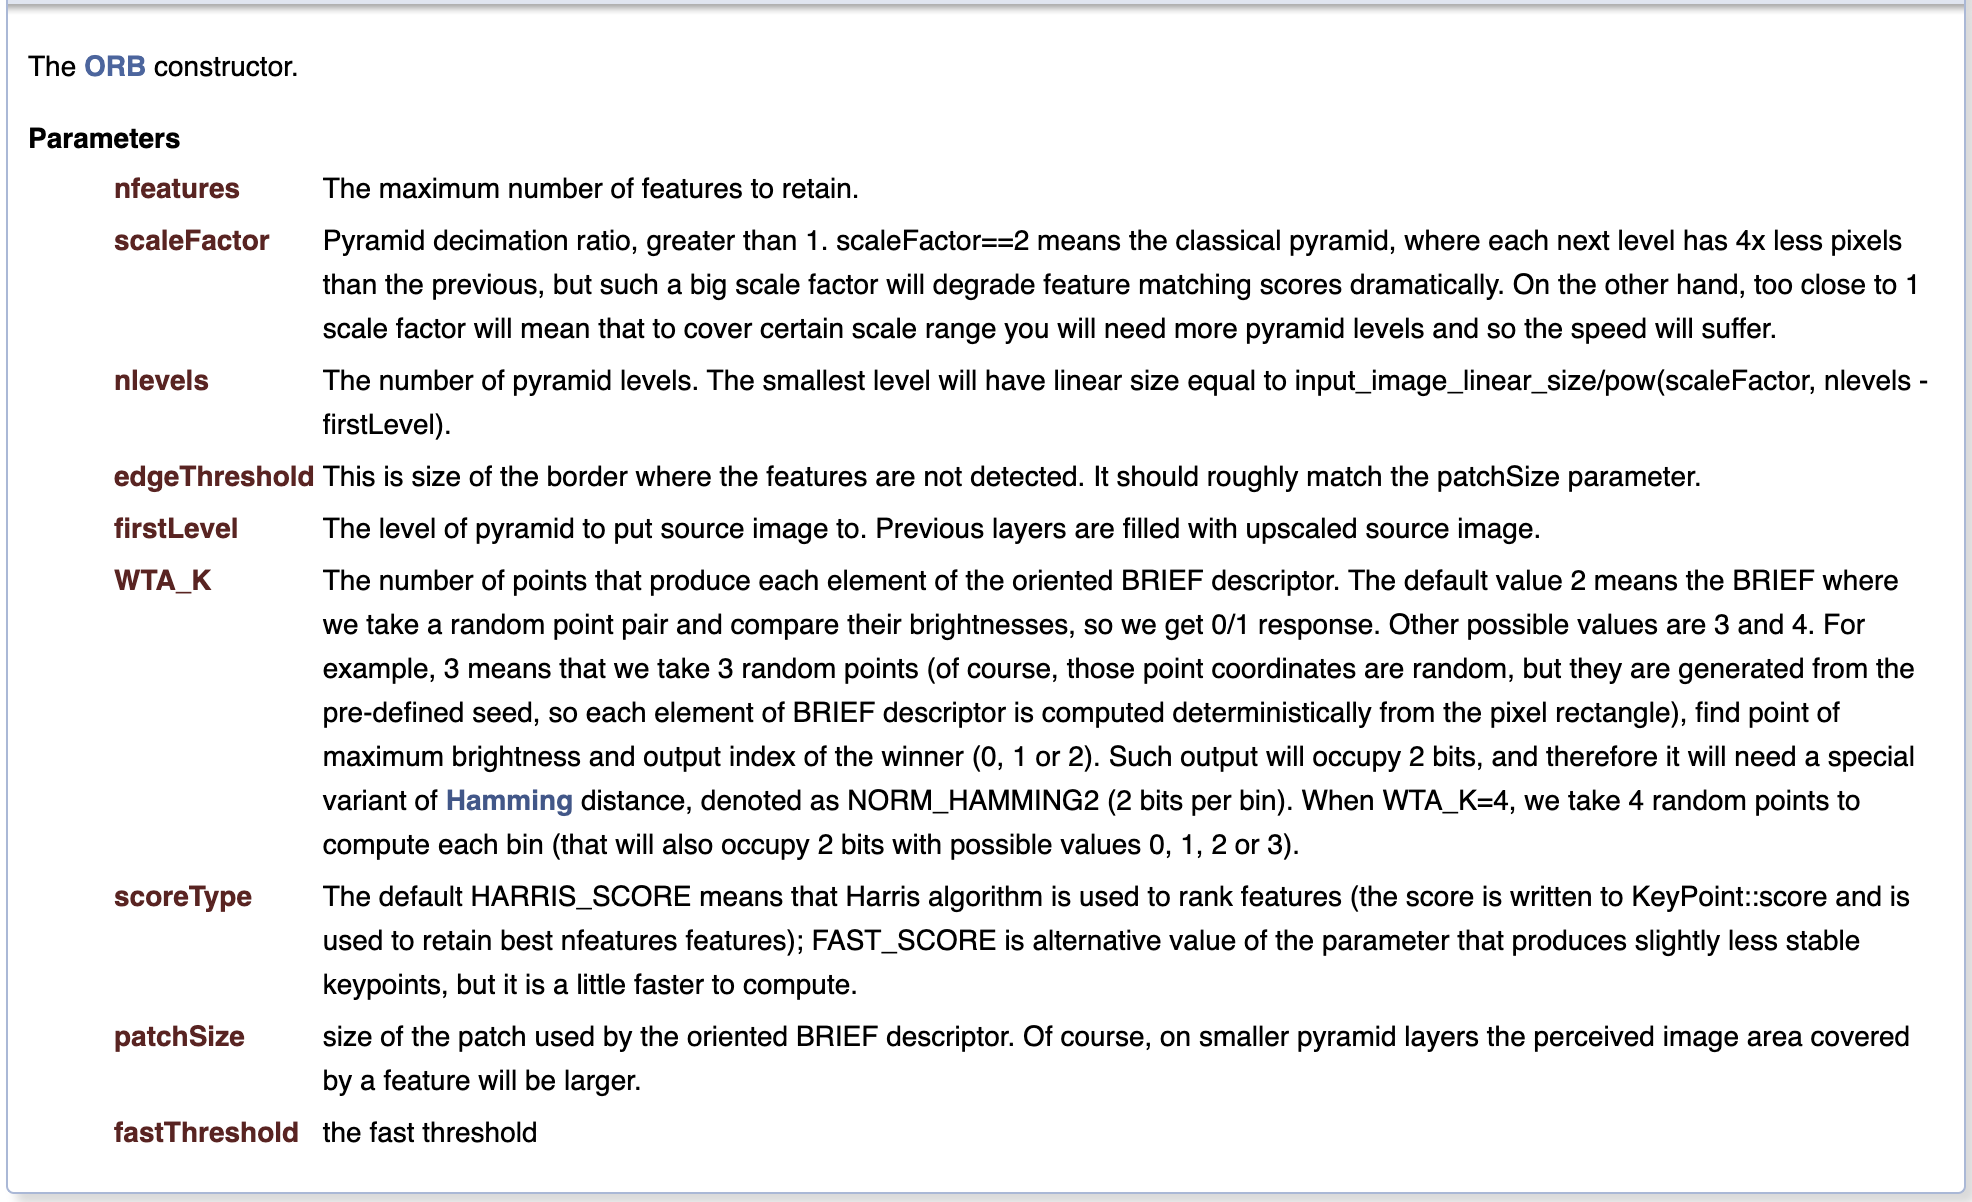 The ORB constructor.
Parameters
nfeatures The maximum number of features to retain.
scaleFactor Pyramid decimation ratio, greater than 1. scaleFactor==2 means the classical pyramid, where each next level has 4x less pixels
than the previous, but such a big scale factor will degrade feature matching scores dramatically. On the other hand, too close to 1
scale factor will mean that to cover certain scale range you will need more pyramid levels and so the speed will suffer.
nlevels The number of pyramid levels. The smallest level will have linear size equal to input_image_linear_size/pow(scaleFactor, nlevels -
firstLevel).
edgeThreshold This is size of the border where the features are not detected. It should roughly match the patchSize parameter.
firstLevel The level of pyramid to put source image to. Previous layers are filled with upscaled source image.
WTA_K The number of points that produce each element of the oriented BRIEF descriptor. The default value 2 means the BRIEF where
we take a random point pair and compare their brightnesses, so we get 0/1 response. Other possible values are 3 and 4. For
example, 3 means that we take 3 random points (of course, those point coordinates are random, but they are generated from the
pre-defined seed, so each element of BRIEF descriptor is computed deterministically from the pixel rectangle), find point of
maximum brightness and output index of the winner (0, 1 or 2). Such output will occupy 2 bits, and therefore it will need a special
variant of Hamming distance, denoted as NORM_HAMMING2 (2 bits per bin). When WTA_K=4, we take 4 random points to
compute each bin (that will also occupy 2 bits with possible values 0, 1, 2 or 3).
scoreType The default HARRIS_SCORE means that Harris algorithm is used to rank features (the score is written to KeyPoint::score and is
used to retain best nfeatures features); FAST_SCORE is alternative value of the parameter that produces slightly less stable
keypoints, but it is a little faster to compute.
patchSize size of the patch used by the oriented BRIEF descriptor. Of course, on smaller pyramid layers the perceived image area covered
by a feature will be larger.
fastThreshold the fast threshold